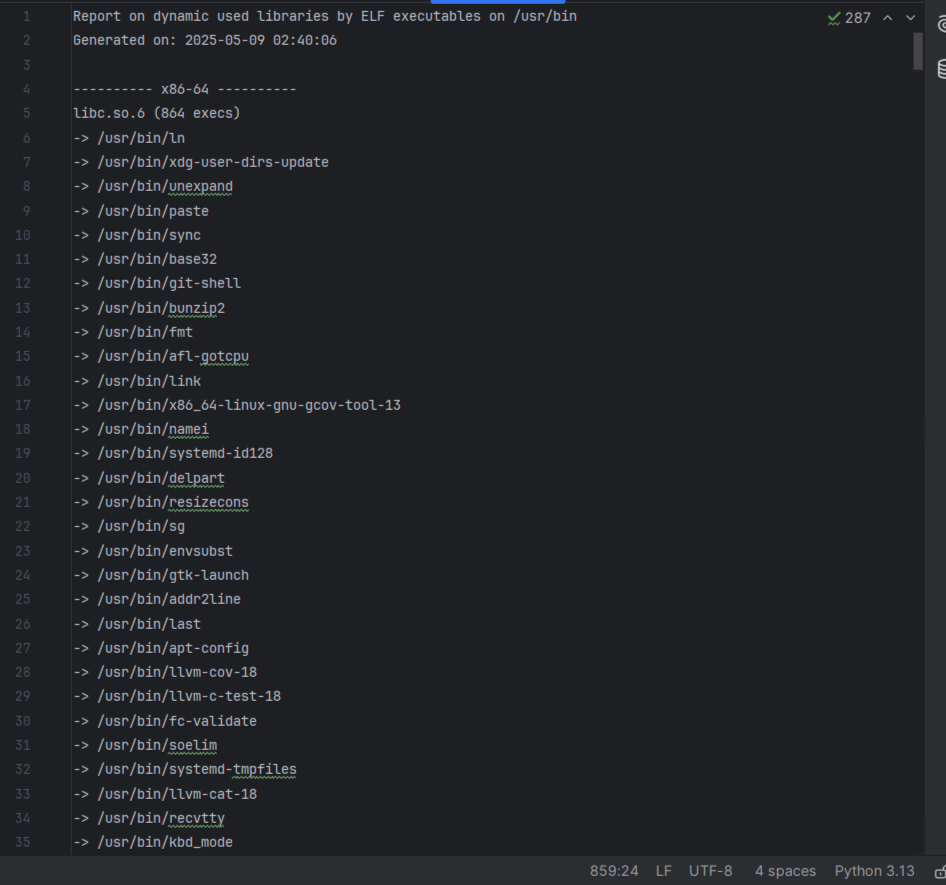 1 Report on dynamic used libraries by ELF executables on /usr/bin
287
2 Generated on: 2025-05-09 02:40:06
3
4 ---------- x86-64 ----------
5 libc.so.6 (864 execs)
6 -> /usr/bin/ln
7 -> /usr/bin/xdg-user-dirs-update
8 -> /usr/bin/unexpand
9 -> /usr/bin/paste
10 -> /usr/bin/sync
11 -> /usr/bin/base32
12 -> /usr/bin/git-shell
13 -> /usr/bin/bunzip2
14 -> /usr/bin/fmt
15 -> /usr/bin/afl-gotcpu
16 -> /usr/bin/link
17 -> /usr/bin/x86_64-linux-gnu-gcov-tool-13
18 -> /usr/bin/namei
19 -> /usr/bin/systemd-id128
20 -> /usr/bin/delpart
21 -> /usr/bin/resizecons
22 -> /usr/bin/sg
23 -> /usr/bin/envsubst
24 -> /usr/bin/gtk-launch
25 -> /usr/bin/addr2line
26 -> /usr/bin/last
27 -> /usr/bin/apt-config
28 -> /usr/bin/llvm-cov-18
29 -> /usr/bin/llvm-c-test-18
30 -> /usr/bin/fc-validate
31 -> /usr/bin/soelim
32 -> /usr/bin/systemd-tmpfiles
33 -> /usr/bin/llvm-cat-18
34 -> /usr/bin/recvtty
35 -> /usr/bin/kbd_mode
859:24 LF UTF-8 4 spaces Python 3.13